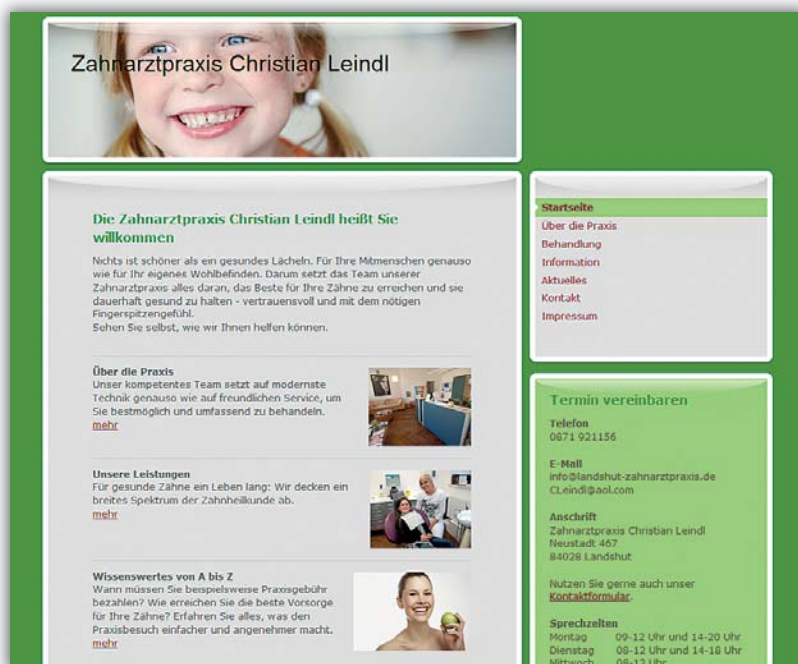 Zahnarztpraxis Christian Leindl
Die Zahnarztpraxis Christian Leindl heißt Sie
willkommen
Nichts ist schöner als ein gesundes Lächeln. Für Ihre Mitmenschen genauso
wie für Ihr eigenes Wohlbefinden. Darum setzt das Team unserer
Zahnarztpraxis alles daran, das Beste für Ihre Zähne zu erreichen und sie
dauerhaft gesund zu halten - vertrauensvoll und mit dem nötigen
Fingerspitzengefühl.
Sehen Sie selbst, wie wir Ihnen helfen können.
Über die Praxis
Unser kompetentes Team setzt auf modernste
Technik genauso wie auf freundlichen Service, um
Sie bestmöglich und umfassend zu behandeln.
mehr
Unsere Leistungen
Für gesunde Zähne ein Leben lang: Wir decken ein
breites Spektrum der Zahnheilkunde ab.
mehr
Wissenswertes von A bis Z
Wann müssen Sie beispielsweise Praxisgebühr
bezahlen? Wie erreichen Sie die beste Vorsorge
für Ihre Zähne? Erfahren Sie alles, was den
Praxisbesuch einfacher und angenehmer macht.
mehr
Startseite
Über die Praxis
Behandlung
Information
Aktuelles
Kontakt
Impressum
Termin vereinbaren
Telefon
0871 921156
E-Mail
info@landshut-zahnarztpraxis.de
CLeindl@aol.com
Anschrift
Zahnarztpraxis Christian Leindl
Neustadt 467
84028 Landshut
Nutzen Sie gerne auch unser
Kontaktformular.
Sprechzeiten
Montag 09-12 Uhr und 14-20 Uhr
Dienstag 08-12 Uhr und 14-18 Uhr
Mittwoch 08-12 Uhr